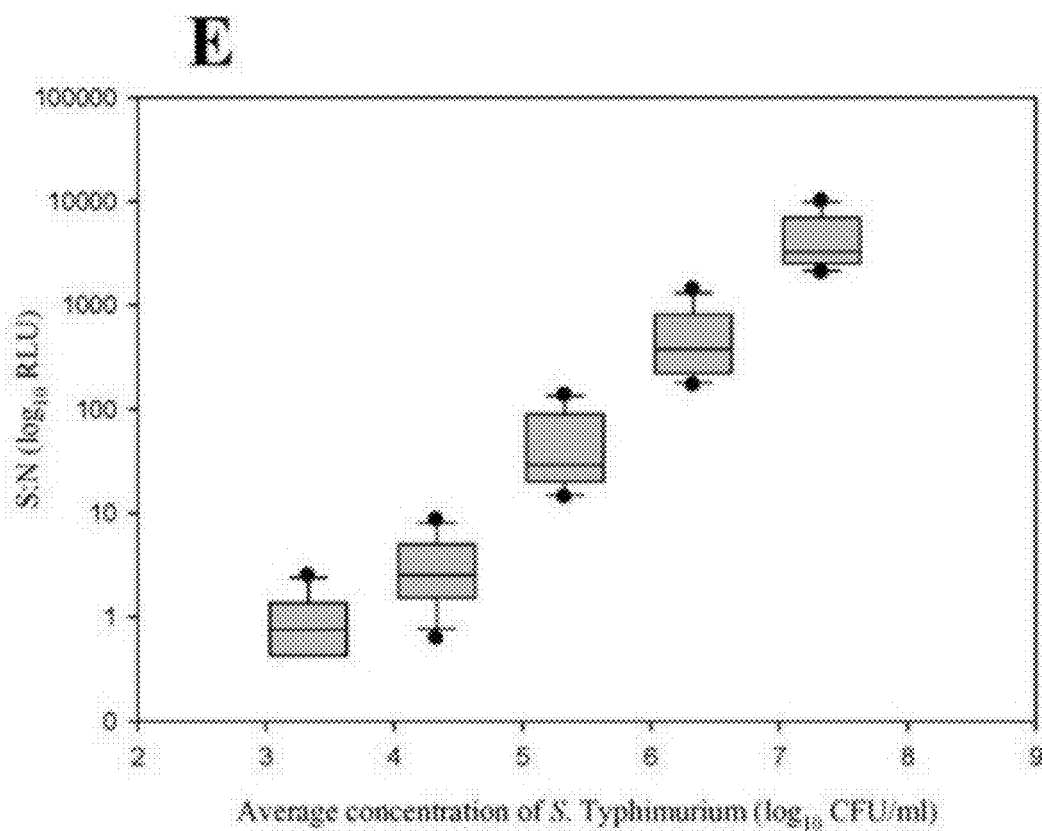 E
100000
10000
1000
100
10
1
0
S:N (log10 RLU)
2 3 4 5 6 7 8 9
Average concentration of S. Typhimurium (log10 CFU/ml)